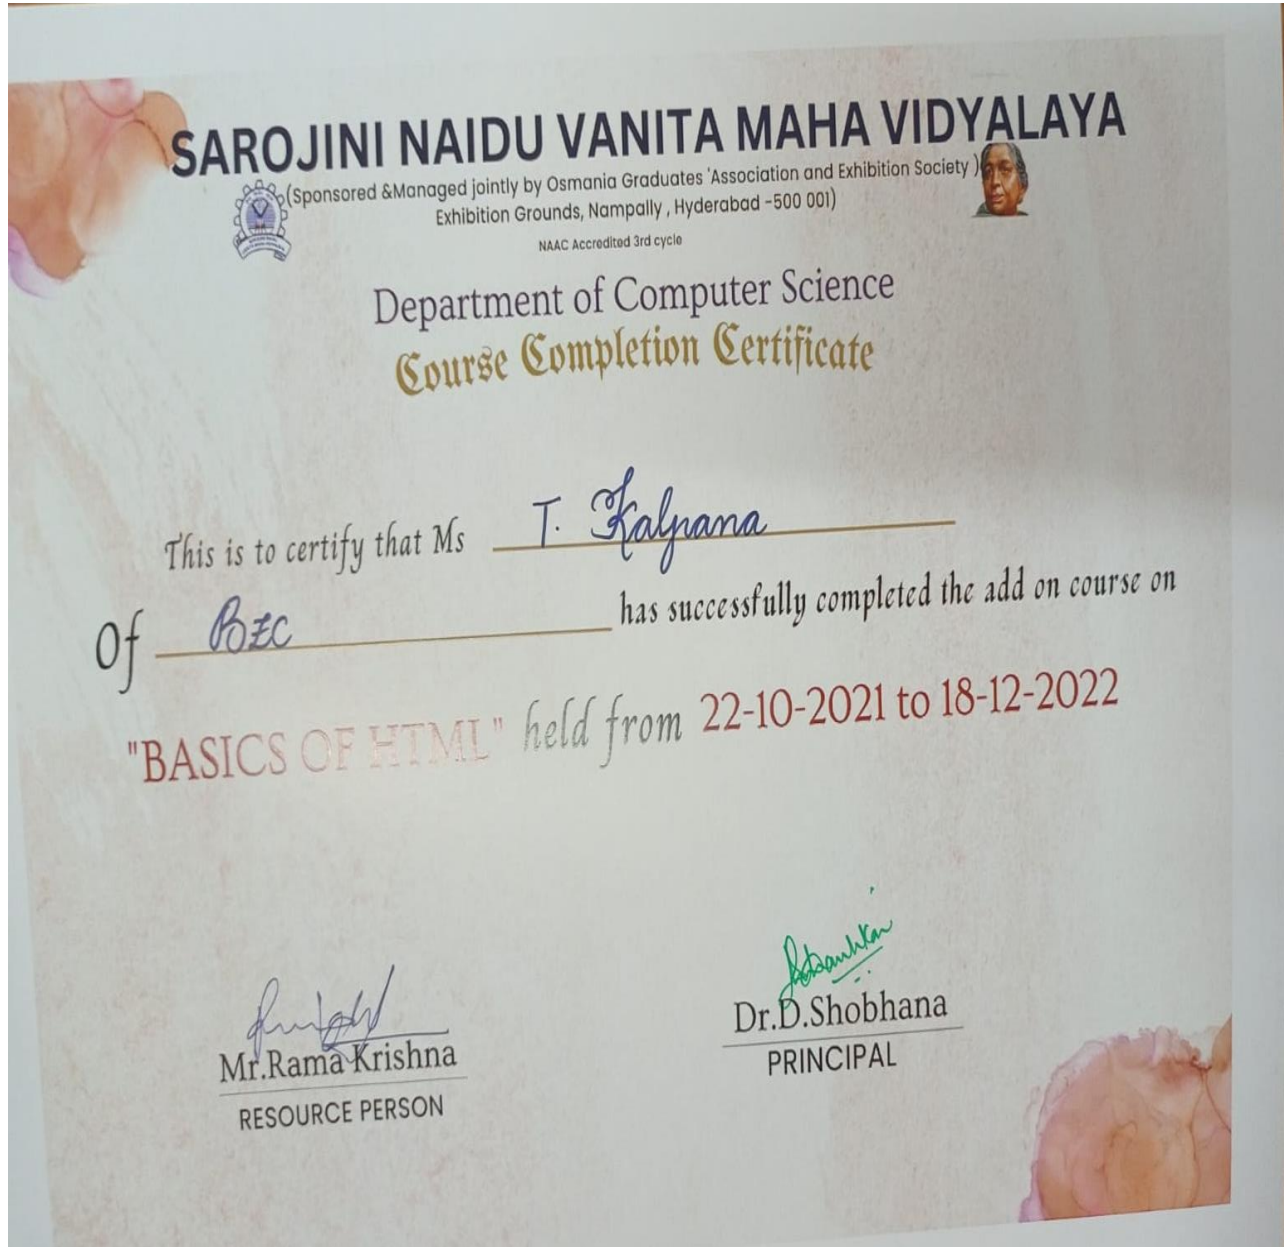 SAROJINI NAIDU VANITA MAHA VIDYALAYA
(Sponsored &Managed jointly by Osmania Graduates 'Association and Exhibition Society )
Exhibition Grounds, Nampally , Hyderabad -500 001)
NAAC Accredited 3rd cycle
Department of Computer Science
Course Completion Certificate
This is to certify that Ms T. Kalpana
Of BZC has successfully completed the add on course on
"BASICS OF HTML" held from 22-10-2021 to 18-12-2022
Mr.Rama Krishna
RESOURCE PERSON
Dr.D.Shobhana
PRINCIPAL